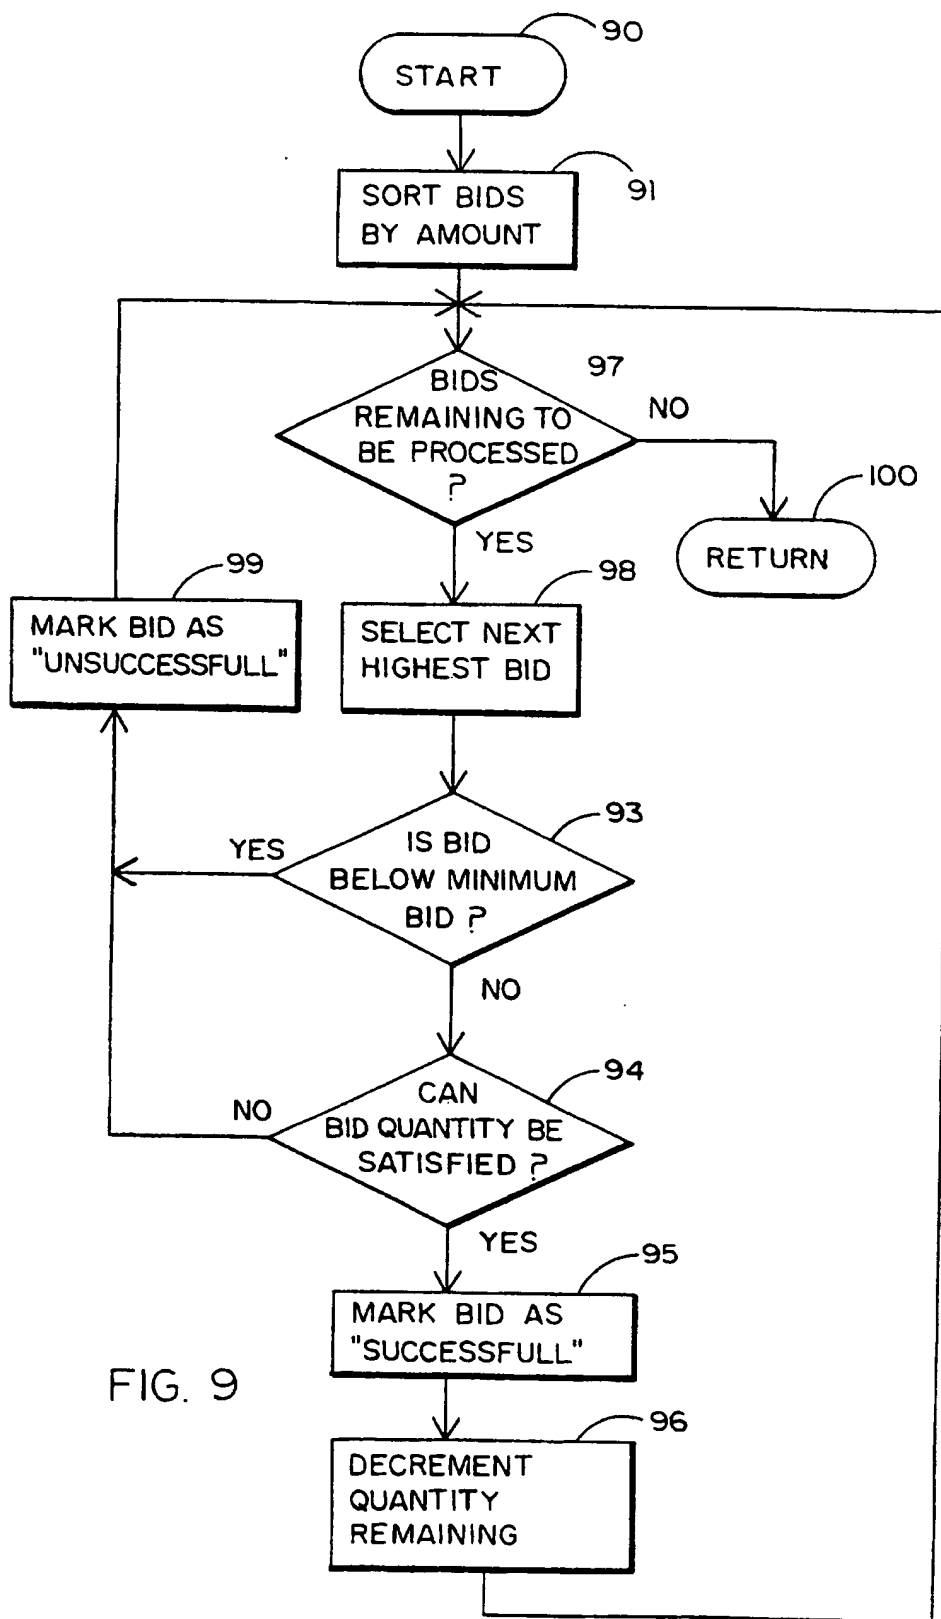 90
START
91
SORT BIDS
BY AMOUNT
97
BIDS
REMAINING TO
BE PROCESSED
?
NO
100
RETURN
YES
99
MARK BID AS
"UNSUCCESSFULL"
98
SELECT NEXT
HIGHEST BID
93
YES
IS BID
BELOW MINIMUM
BID ?
NO
94
CAN
BID QUANTITY BE
SATISFIED ?
NO
YES
95
MARK BID AS
"SUCCESSFULL"
FIG. 9
96
DECREMENT
QUANTITY
REMAINING